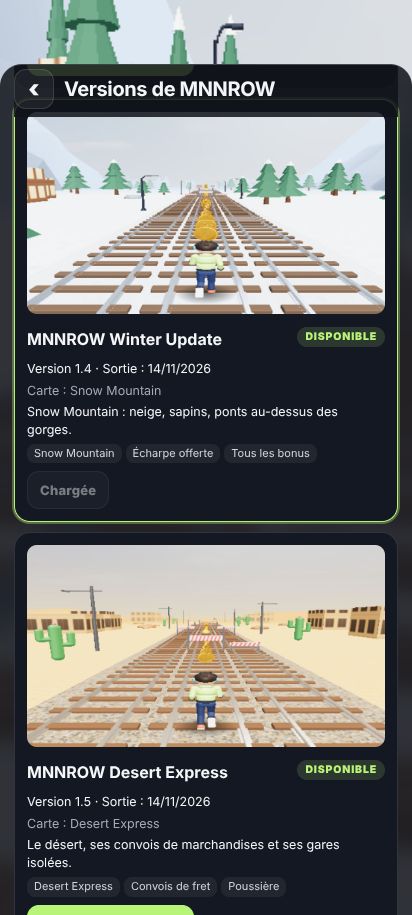 Versions de MNNROW
MNNROW Winter Update
DISPONIBLE
Version 1.4 · Sortie : 14/11/2026
Carte : Snow Mountain
Snow Mountain : neige, sapins, ponts au-dessus des
gorges.
Snow Mountain
Écharpe offerte
Tous les bonus
Chargée
MNNROW Desert Express
DISPONIBLE
Version 1.5 · Sortie : 14/11/2026
Carte : Desert Express
Le désert, ses convois de marchandises et ses gares
isolées.
Desert Express
Convois de fret
Poussière